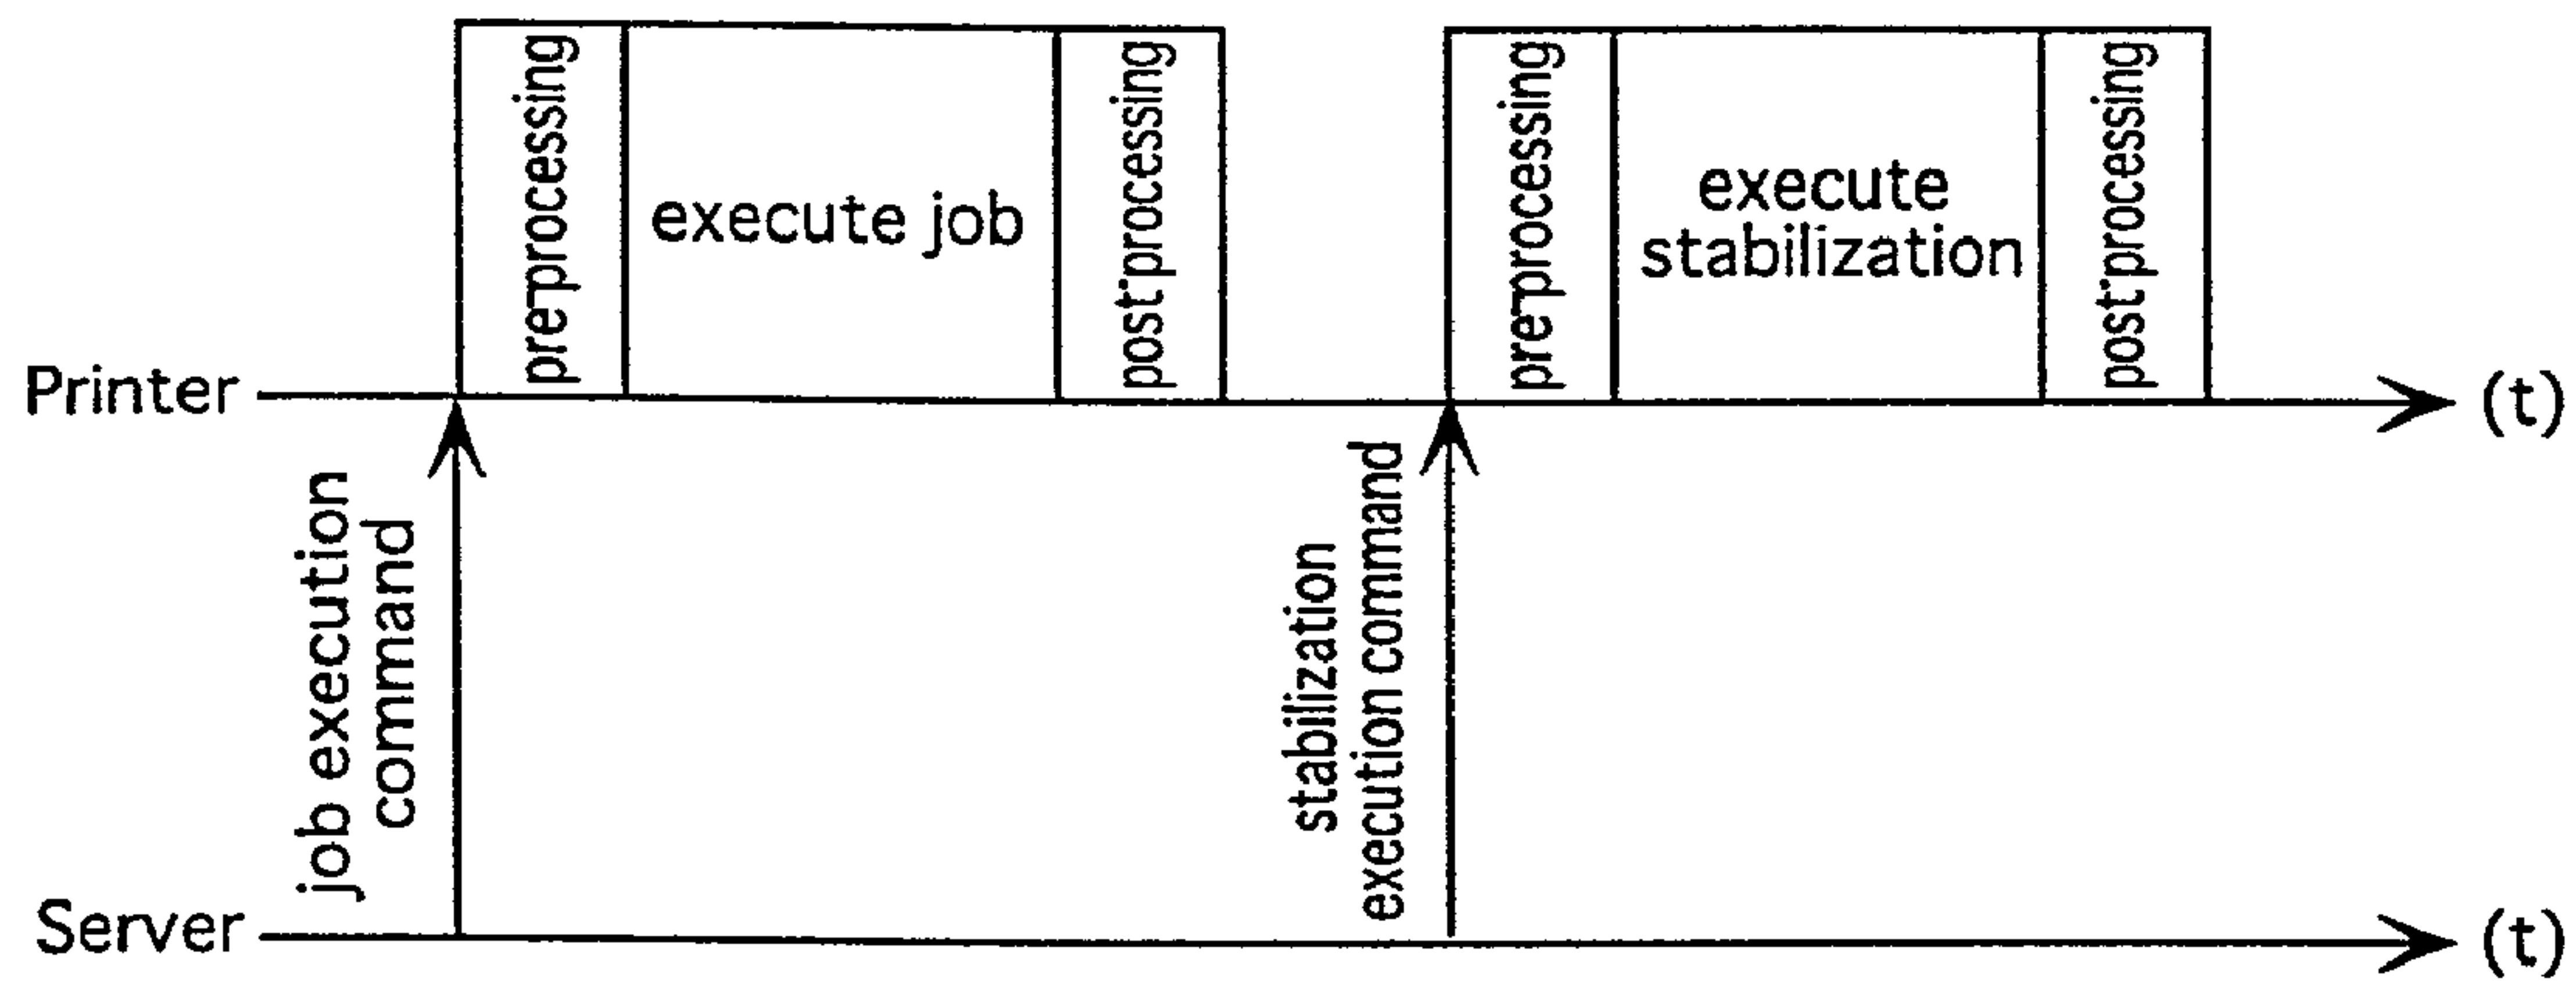 pre-processing
execute job
post-processing
pre-processing
execute
stabilization
post-processing
Printer
(t)
job execution
command
stabilization
execution command
Server
(t)